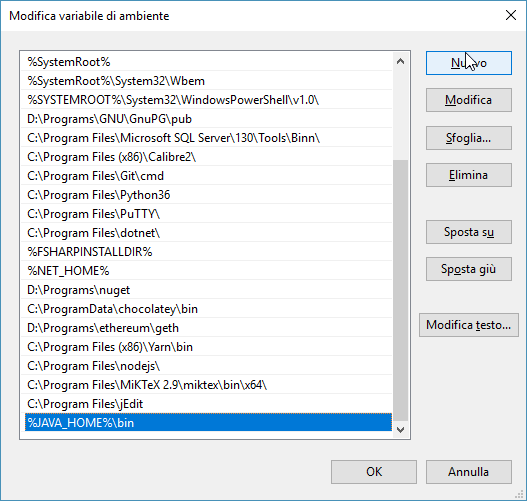 Modifica variabile di ambiente
%SystemRoot%
%SystemRoot%\System32\Wbem
%SYSTEMROOT%\System32\WindowsPowerShell\v1.0\
D:\Programs\GNU\GnuPG\pub
C:\Program Files\Microsoft SQL Server\130\Tools\Binn\
C:\Program Files (x86)\Calibre2\
C:\Program Files\Git\cmd
C:\Program Files\Python36
C:\Program Files\PuTTY\
C:\Program Files\dotnet\
%FSHARPINSTALLDIR%
%NET_HOME%
D:\Programs\nuget
C:\ProgramData\chocolatey\bin
D:\Programs\ethereum\geth
C:\Program Files (x86)\Yarn\bin
C:\Program Files\nodejs\
C:\Program Files\MiKTeX 2.9\miktex\bin\x64\
C:\Program Files\jEdit
%JAVA_HOME%\bin
Nuovo
Modifica
Sfoglia...
Elimina
Sposta su
Sposta giù
Modifica testo...
OK
Annulla